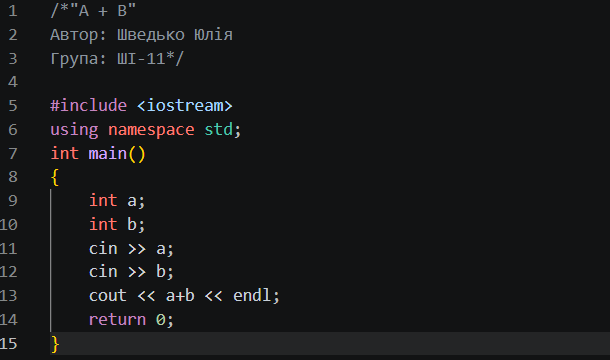 1 /*"A + B"
2 Автор: Шведько Юлія
3 Група: ШІ-11*/
4
5 #include <iostream>
6 using namespace std;
7 int main()
8 {
9     int a;
10     int b;
11     cin >> a;
12     cin >> b;
13     cout << a+b << endl;
14     return 0;
15 }